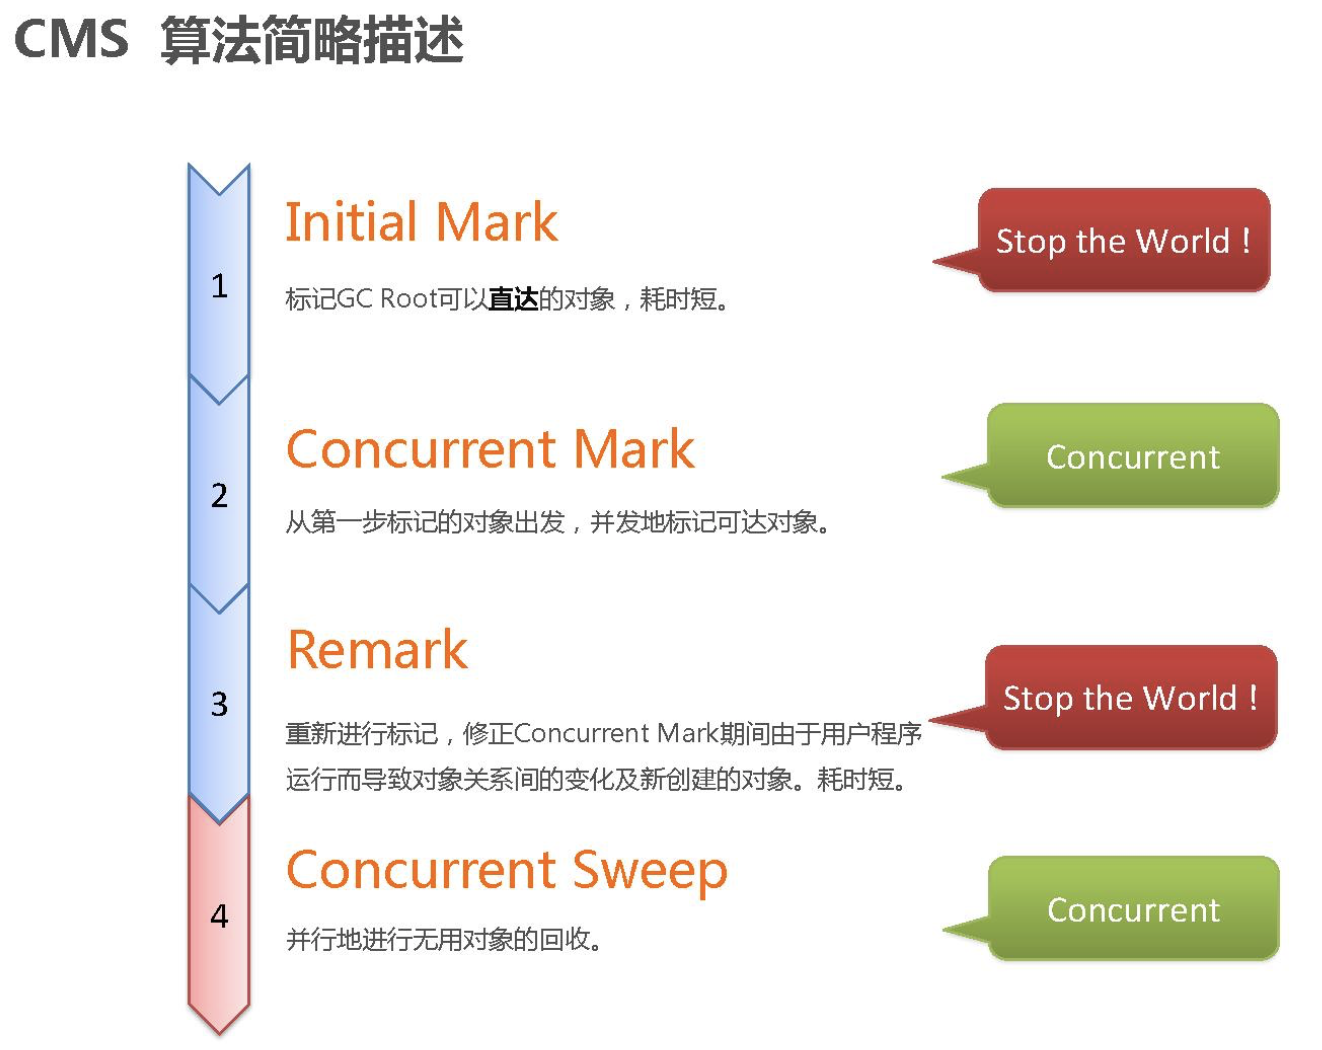 CMS 算法简略描述
1
Initial Mark
标记GC Root可以直达的对象，耗时短。
Stop the World！
2
Concurrent Mark
从第一步标记的对象出发，并发地标记可达对象。
Concurrent
3
Remark
重新进行标记，修正Concurrent Mark期间由于用户程序
运行而导致对象关系间的变化及新创建的对象。耗时短。
Stop the World！
4
Concurrent Sweep
并行地进行无用对象的回收。
Concurrent